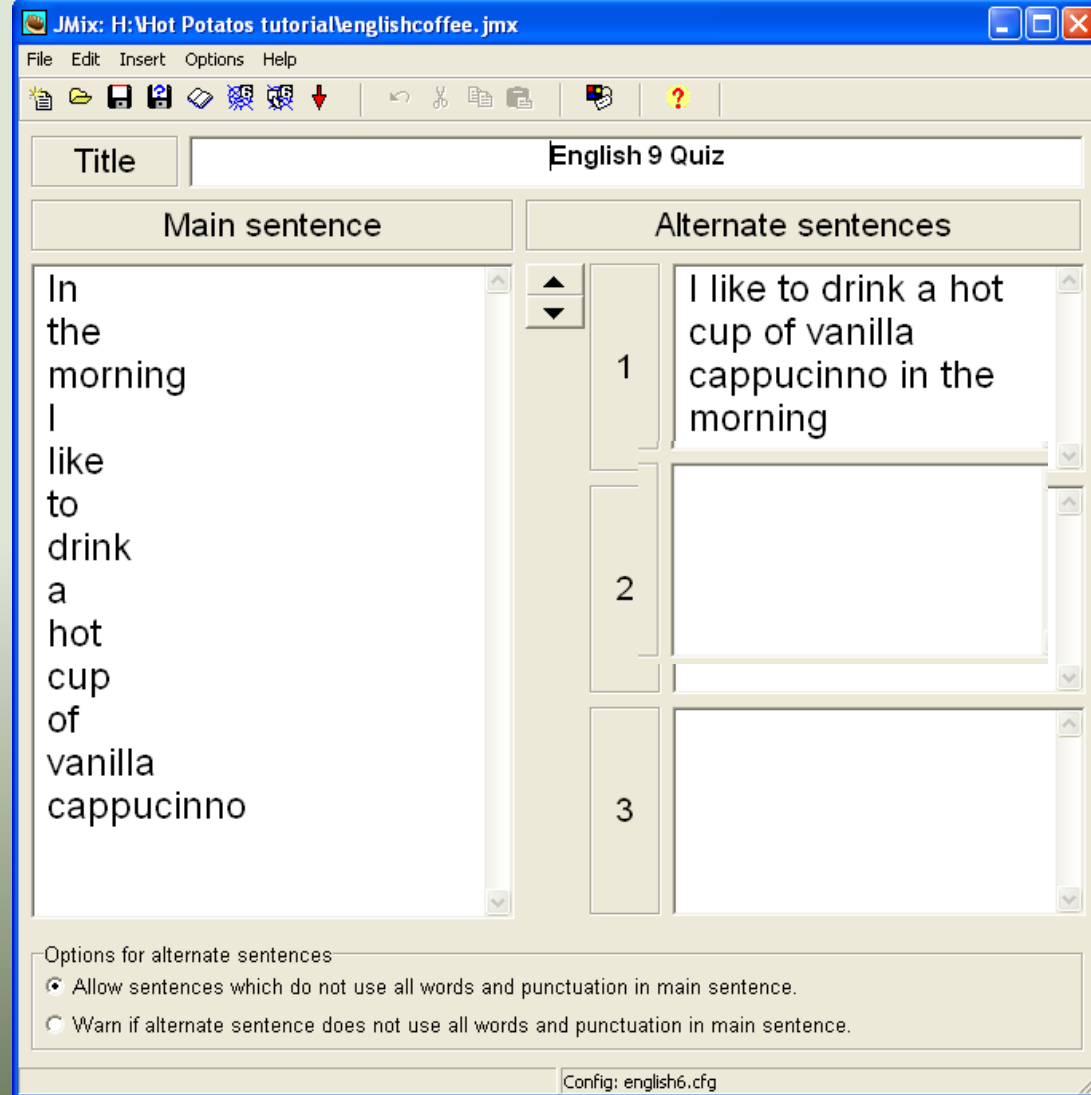 JMix: H:\Hot Potatos tutorial\englishcoffee.jmx
File Edit Insert Options Help
Title
English 9 Quiz
Main sentence
Alternate sentences
In
the
morning
I
like
to
drink
a
hot
cup
of
vanilla
cappucinno
1
I like to drink a hot
cup of vanilla
cappucinno in the
morning
2
3
Options for alternate sentences
Allow sentences which do not use all words and punctuation in main sentence.
Warn if alternate sentence does not use all words and punctuation in main sentence.
Config: english6.cfg